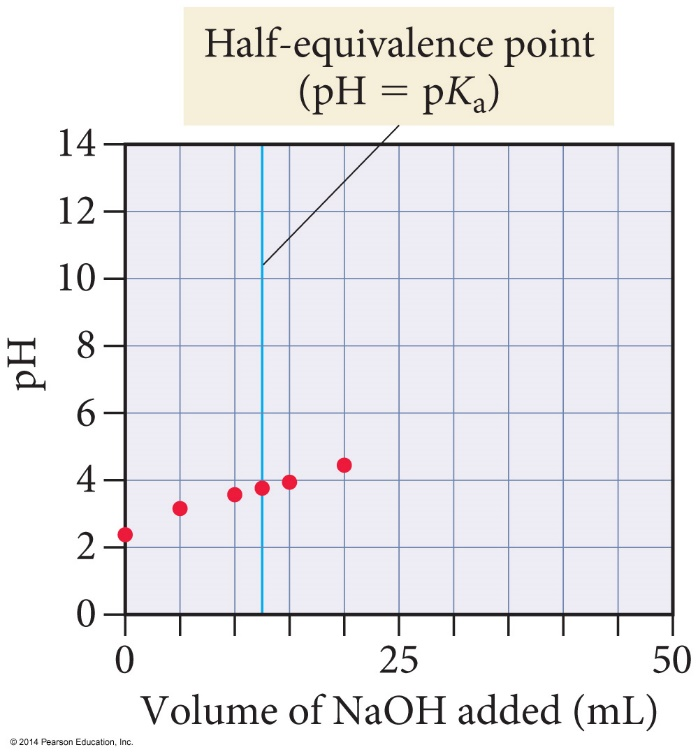 Half-equivalence point
(pH = pKₐ)
14
12
10
8
6
4
2
0
pH
0 25 50
Volume of NaOH added (mL)
© 2014 Pearson Education, Inc.